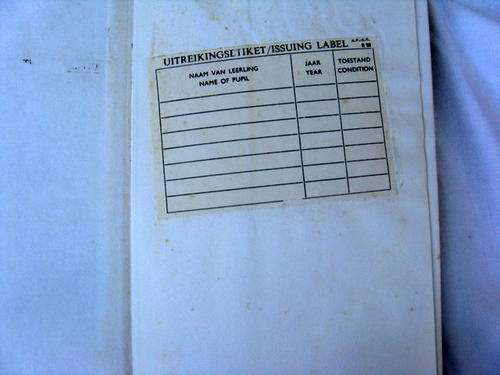 UITREIKINGSETIKET/ISSUING LABEL
NAAM VAN LEERLING
NAME OF PUPIL
JAAR
YEAR
TOESTAND
CONDITION